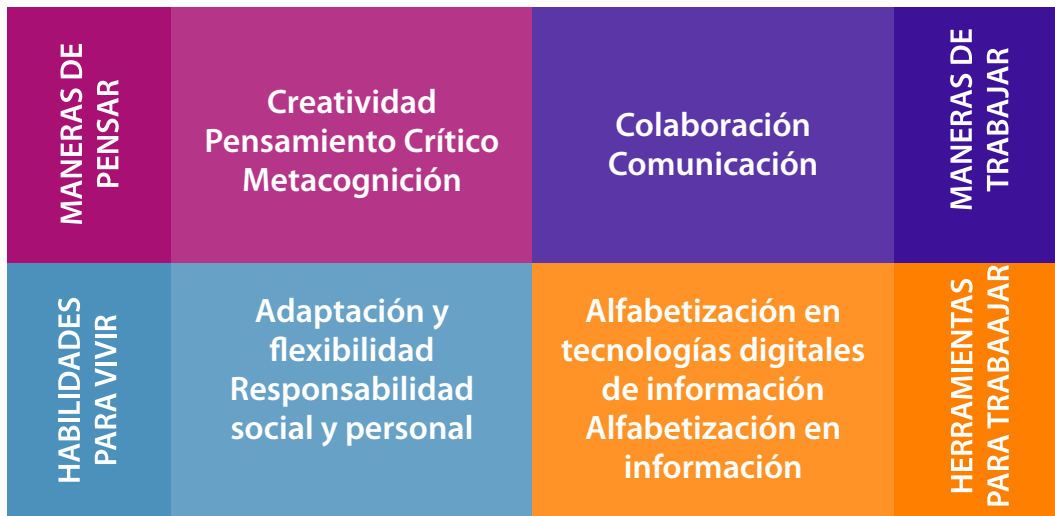 MANERAS DE
PENSAR
Creatividad
Pensamiento Crítico
Metacognición
Colaboración
Comunicación
MANERAS DE
TRABAJAR
HABILIDADES
PARA VIVIR
Adaptación y
flexibilidad
Responsabilidad
social y personal
Alfabetización en
tecnologías digitales
de información
Alfabetización en
información
HERRAMIENTAS
PARA TRABAAJAR